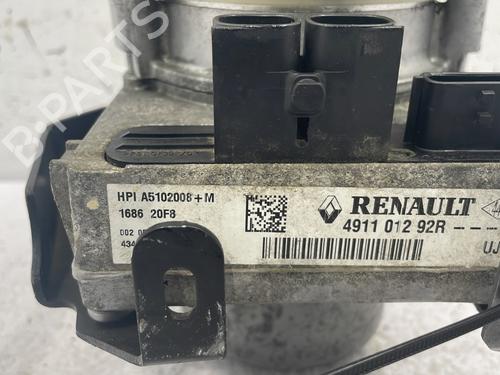 B-PARTS
HPI A5102008+M
1686 20F8
RENAULT
4911 012 92R----
UJ